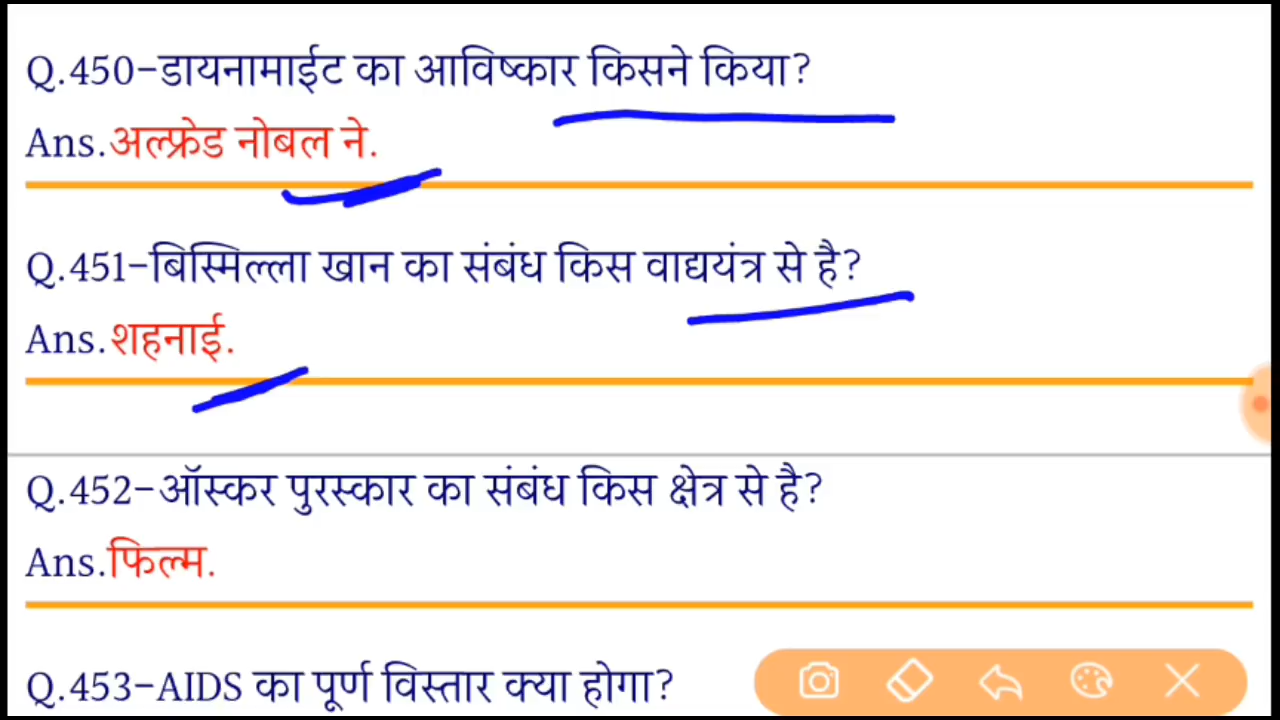 Q.450-डायनामाईट का आविष्कार किसने किया?
Ans.अल्फ्रेड नोबल ने.
Q.451-बिस्मिल्ला खान का संबंध किस वाद्ययंत्र से है?
Ans.शहनाई.
Q.452-ऑस्कर पुरस्कार का संबंध किस क्षेत्र से है?
Ans.फिल्म.
Q.453-AIDS का पूर्ण विस्तार क्या होगा?